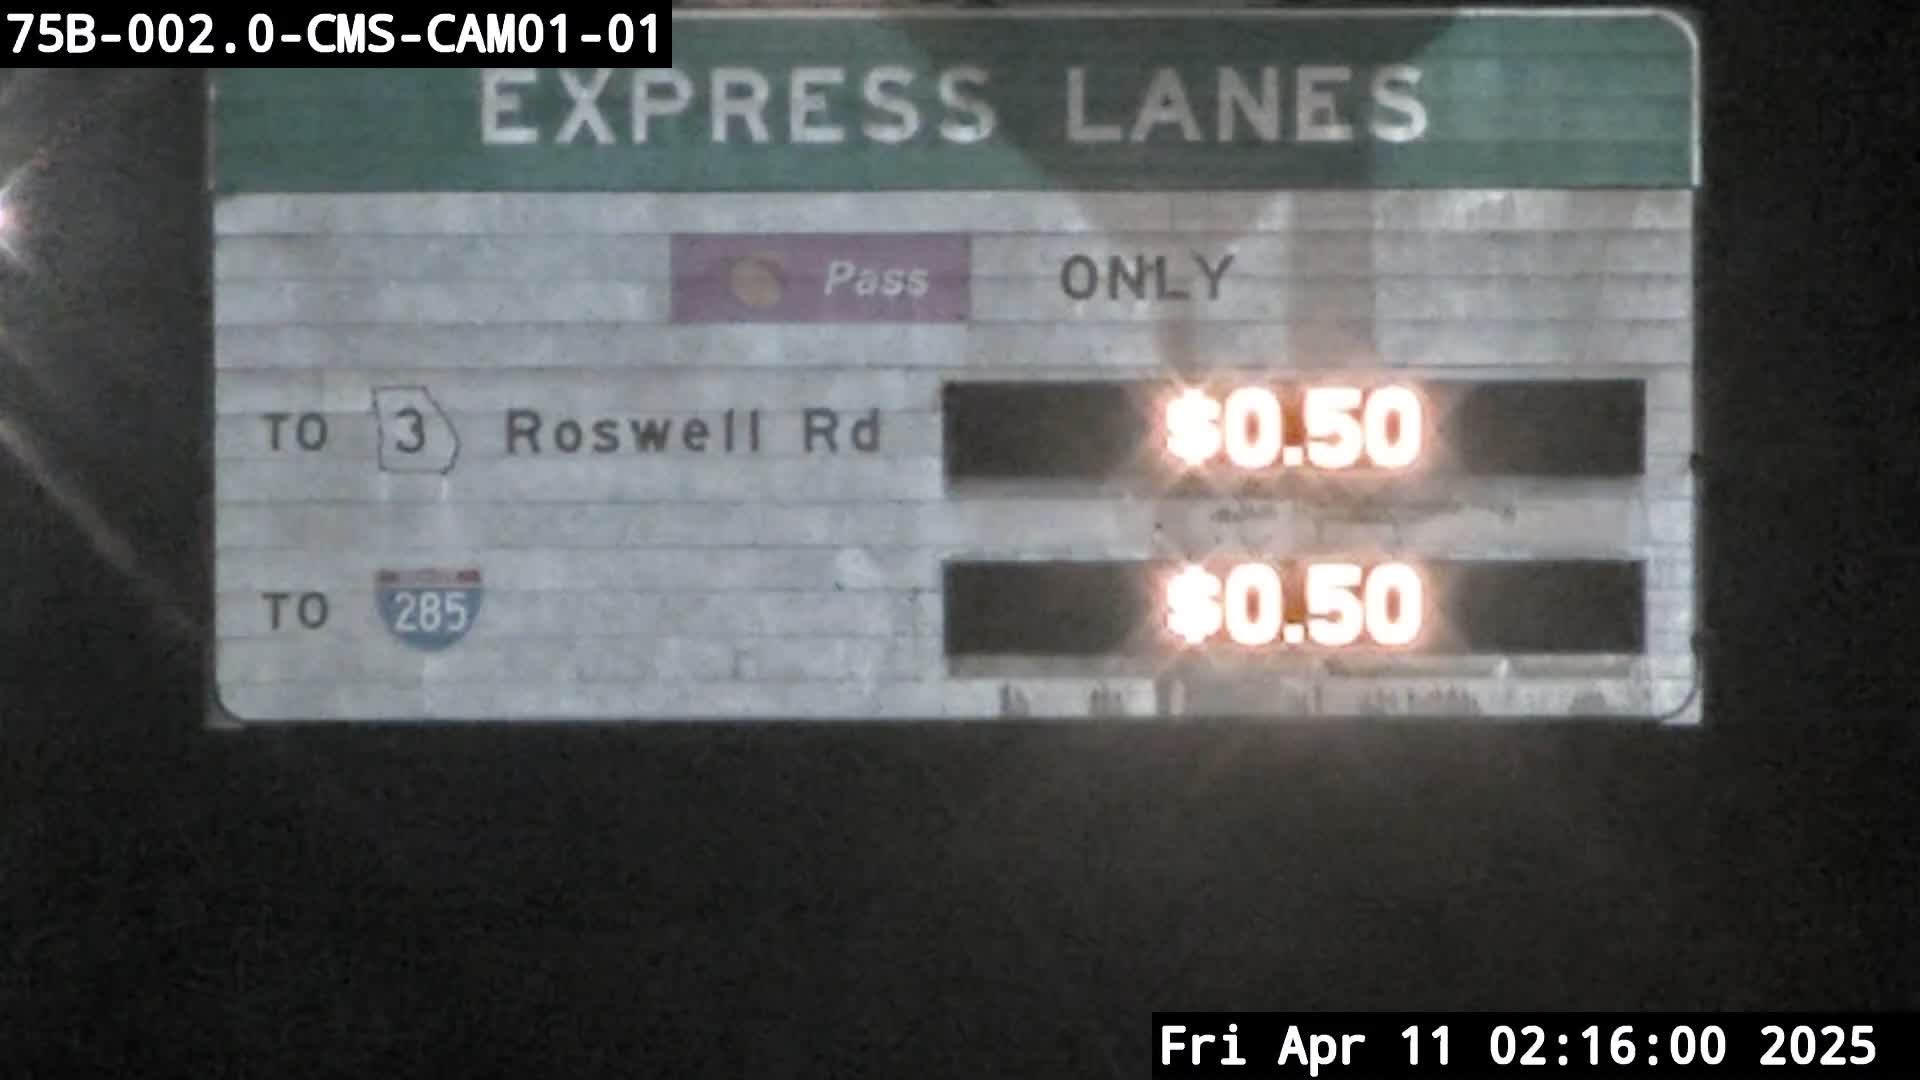 75B-002.0-CMS-CAM01-01
EXPRESS LANES
Pass ONLY
TO 3 Roswell Rd $0.50
TO 285 $0.50
Fri Apr 11 02:16:00 2025